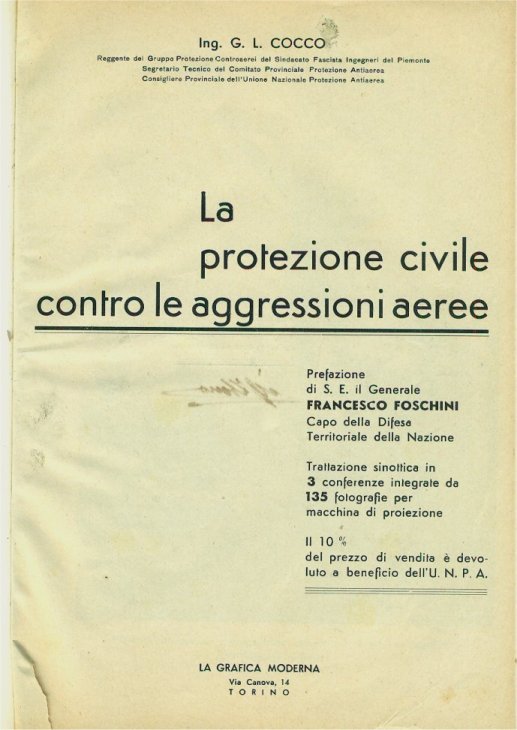 Ing. G. L. COCCO
Reggente del Gruppo Protezione Controaerei del Sindacato Fascista Ingegneri del Piemonte
Segretario Tecnico del Comitato Provinciale Protezione Antiaerea
Consigliere Provinciale dell'Unione Nazionale Protezione Antiaerea
La
protezione civile
contro le aggressioni aeree
Prefazione
di S. E. il Generale
FRANCESCO FOSCHINI
Capo della Difesa
Territoriale della Nazione
Trattazione sinottica in
3 conferenze integrate da
135 fotografie per
macchina di proiezione
Il 10 %
del prezzo di vendita è devo-
luto a beneficio dell'U. N. P. A.
LA GRAFICA MODERNA
Via Canova, 14
TORINO